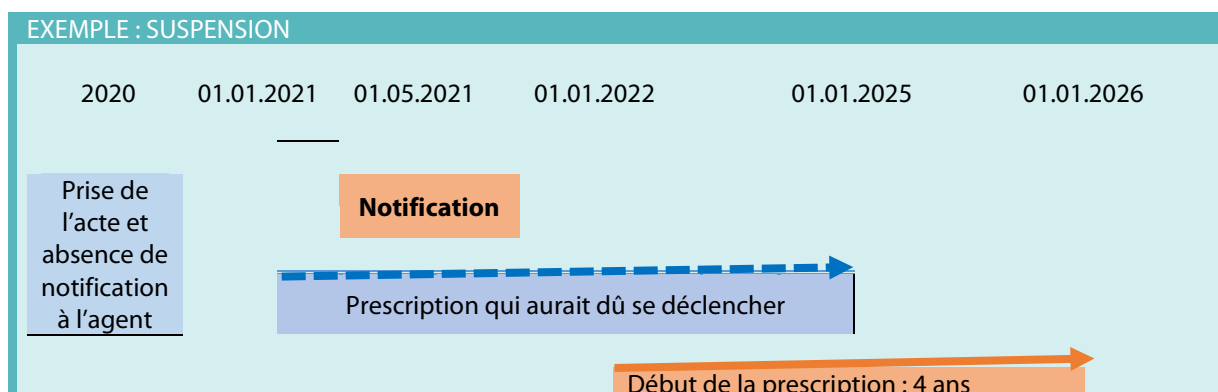 EXEMPLE : SUSPENSION
2020 01.01.2021 01.05.2021 01.01.2022 01.01.2025 01.01.2026
Prise de
l’acte et
absence de
notification
à l’agent
Notification
Prescription qui aurait dû se déclencher
Début de la prescription : 4 ans